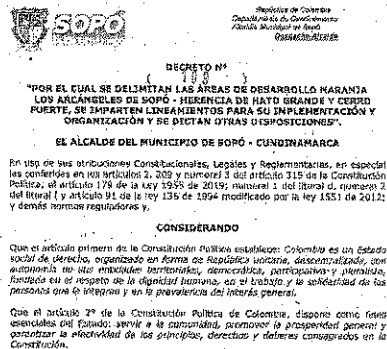 SOPÓ
República de Colombia
Departamento de Cundinamarca
Alcaldía Municipal de Sopó
Despacho Alcalde
DECRETO Nº
"POR EL CUAL SE DELIMITAN LAS ÁREAS DE DESARROLLO NARANJA
LOS ARCÁNGELES DE SOPÓ - HERENCIA DE HATO GRANDE Y CERRO
FUERTE, SE IMPARTEN LINEAMIENTOS PARA SU IMPLEMENTACIÓN Y
ORGANIZACIÓN Y SE DICTAN OTRAS DISPOSICIONES".
EL ALCALDE DEL MUNICIPIO DE SOPÓ - CUNDINAMARCA
En uso de sus atribuciones Constitucionales, Legales y Reglamentarias, en especial
las conferidas en los artículos 2, 209 y numeral 3 del artículo 315 de la Constitución
Política; el artículo 179 de la Ley 1955 de 2019; numeral 1 del literal d, numeral 2
del literal f y artículo 91 de la ley 136 de 1994 modificado por la ley 1551 de 2012;
y demás normas reguladoras y,
CONSIDERANDO
Que el artículo primero de la Constitución Política establece: Colombia es un Estado
social de derecho, organizado en forma de República unitaria, descentralizada, con
autonomía de sus entidades territoriales, democrática, participativa y pluralista,
fundada en el respeto de la dignidad humana, en el trabajo y la solidaridad de las
personas que la integran y en la prevalencia del interés general.
Que el artículo 2º de la Constitución Política de Colombia, dispone como fines
esenciales del Estado: servir a la comunidad, promover la prosperidad general y
garantizar la efectividad de los principios, derechos y deberes consagrados en la
Constitución.